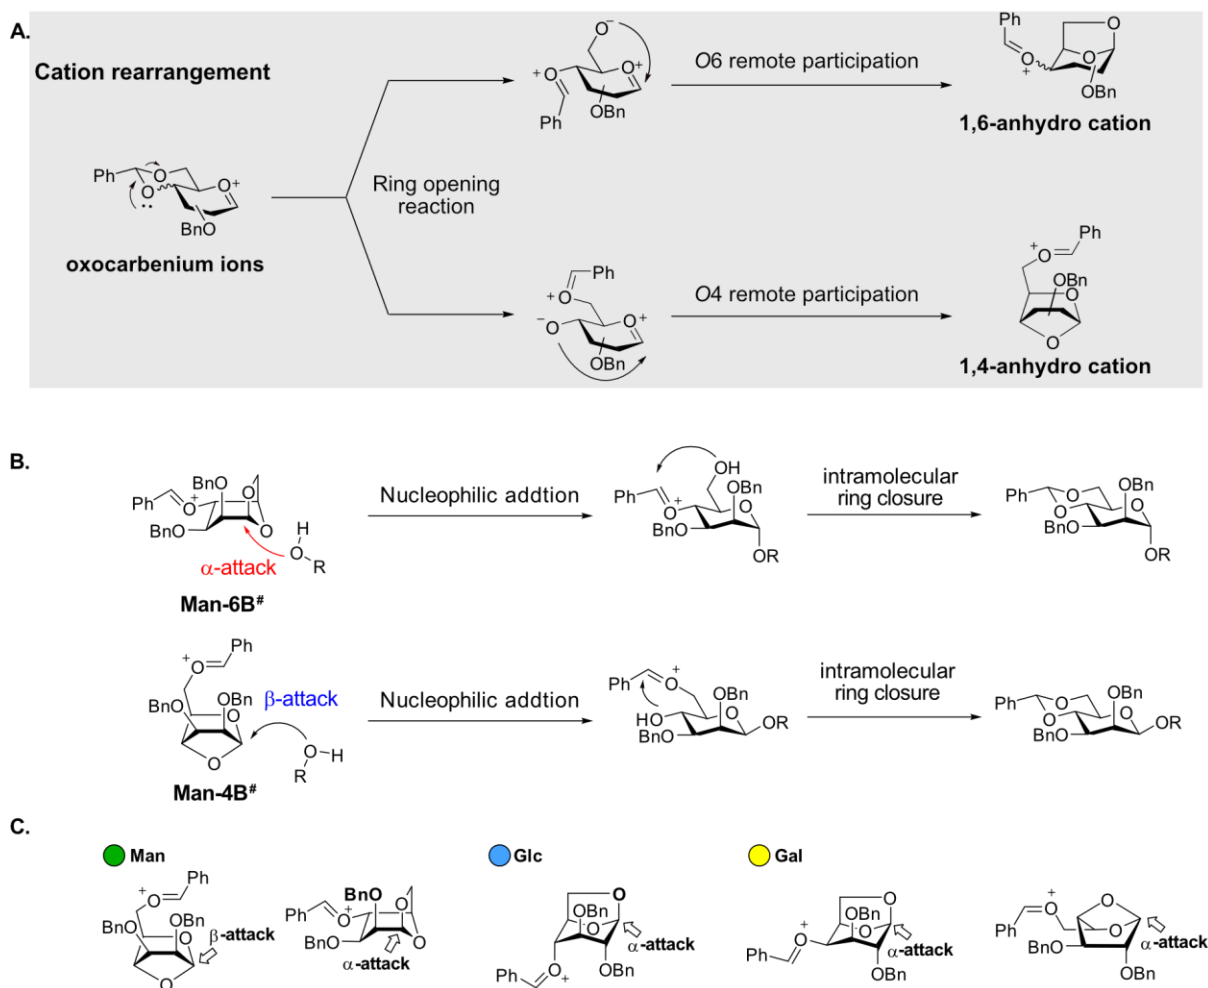 A.
Cation rearrangement
Ph
O
O
O
+
BnO
oxocarbenium ions
Ring opening
reaction
O−
+
O
O
+
OBn
Ph
O6 remote participation
Ph
O
+
O
O
OBn
1,6-anhydro cation
Ph
+
O
−
O
O
+
OBn
O4 remote participation
+
O
Ph
OBn
O
O
1,4-anhydro cation
B.
BnO
O
Ph
O
+
BnO
O
H
O
R
α-attack
Man-6B#
Nucleophilic addtion
OH
Ph
O
+
OBn
O
BnO
OR
intramolecular
ring closure
Ph
O
O
OBn
O
BnO
OR
Ph
+
O
BnO
OBn
O
O
β-attack
O
H
R
Man-4B#
Nucleophilic addtion
Ph
O
+
HO
OBn
O
BnO
OR
intramolecular
ring closure
Ph
O
O
OBn
O
BnO
OR
C.
Man
Ph
+
O
BnO
OBn
O
O
β-attack
BnO
O
Ph
O
+
BnO
O
α-attack
Glc
O
OBn
O
α-attack
O
OBn
Ph
+
Gal
O
OBn
O
Ph
O
+
α-attack
OBn
+
O
Ph
O
O
BnO
α-attack
OBn